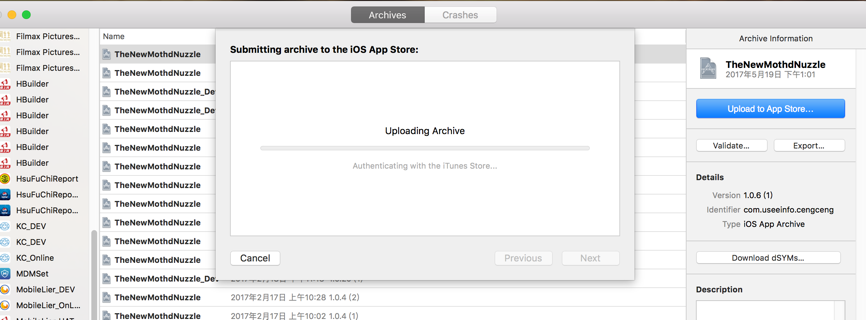 Archives
Crashes
Filmax Pictures...
Filmax Pictures...
Filmax Pictures...
HBuilder
HBuilder
HBuilder
HBuilder
HBuilder
HBuilder
HsuFuChiReport
HsuFuChiRepo...
HsuFuChiRepo...
KC_DEV
KC_DEV
KC_Online
MDMSet
MobileLier_DEV
MobileLier_OnL...
Name
TheNewMothdNuzzle
TheNewMothdNuzzle
TheNewMothdNuzzle_De
TheNewMothdNuzzle_De
TheNewMothdNuzzle
TheNewMothdNuzzle
TheNewMothdNuzzle
TheNewMothdNuzzle
TheNewMothdNuzzle
TheNewMothdNuzzle
TheNewMothdNuzzle
TheNewMothdNuzzle
TheNewMothdNuzzle_De
TheNewMothdNuzzle 2017年2月17日 上午10:28 1.0.4 (2)
TheNewMothdNuzzle 2017年2月17日 上午10:02 1.0.4 (1)
Submitting archive to the iOS App Store:
Uploading Archive
Authenticating with the iTunes Store...
Cancel
Previous
Next
Archive Information
TheNewMothdNuzzle
2017年5月19日 下午1:01
Upload to App Store...
Validate...
Export...
Details
Version 1.0.6 (1)
Identifier com.useeinfo.cengceng
Type iOS App Archive
Download dSYMs...
Description